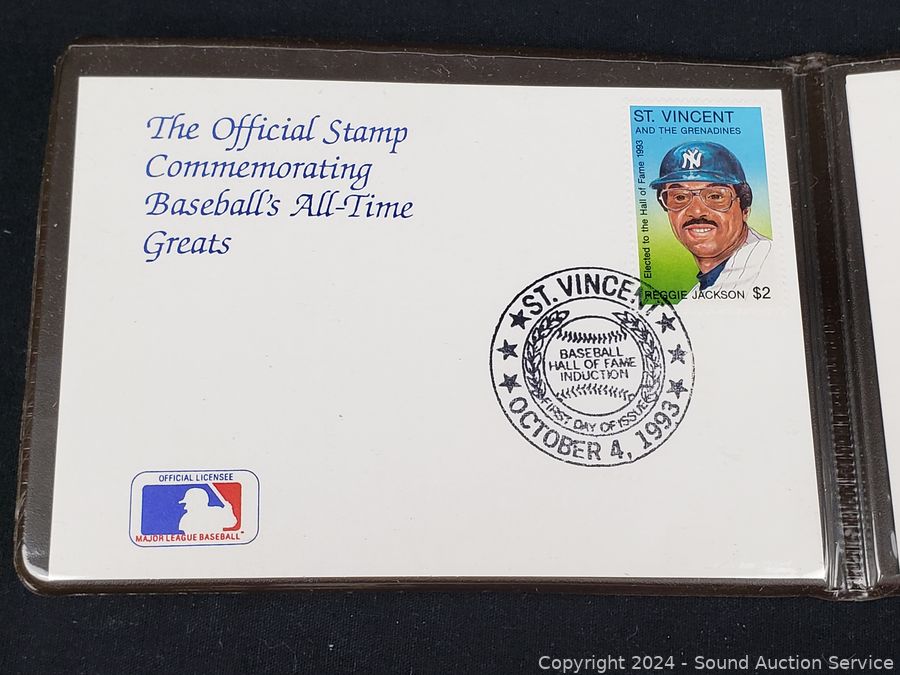 The Official Stamp
Commemorating
Baseball's All-Time
Greats
ST. VINCENT
AND THE GRENADINES
Elected to the Hall of Fame 1993
NY
REGGIE JACKSON $2
ST. VINCENT
BASEBALL
HALL OF FAME
INDUCTION
FIRST DAY OF ISSUE
OCTOBER 4, 1993
OFFICIAL LICENSEE
MAJOR LEAGUE BASEBALL™
Copyright 2024 - Sound Auction Service